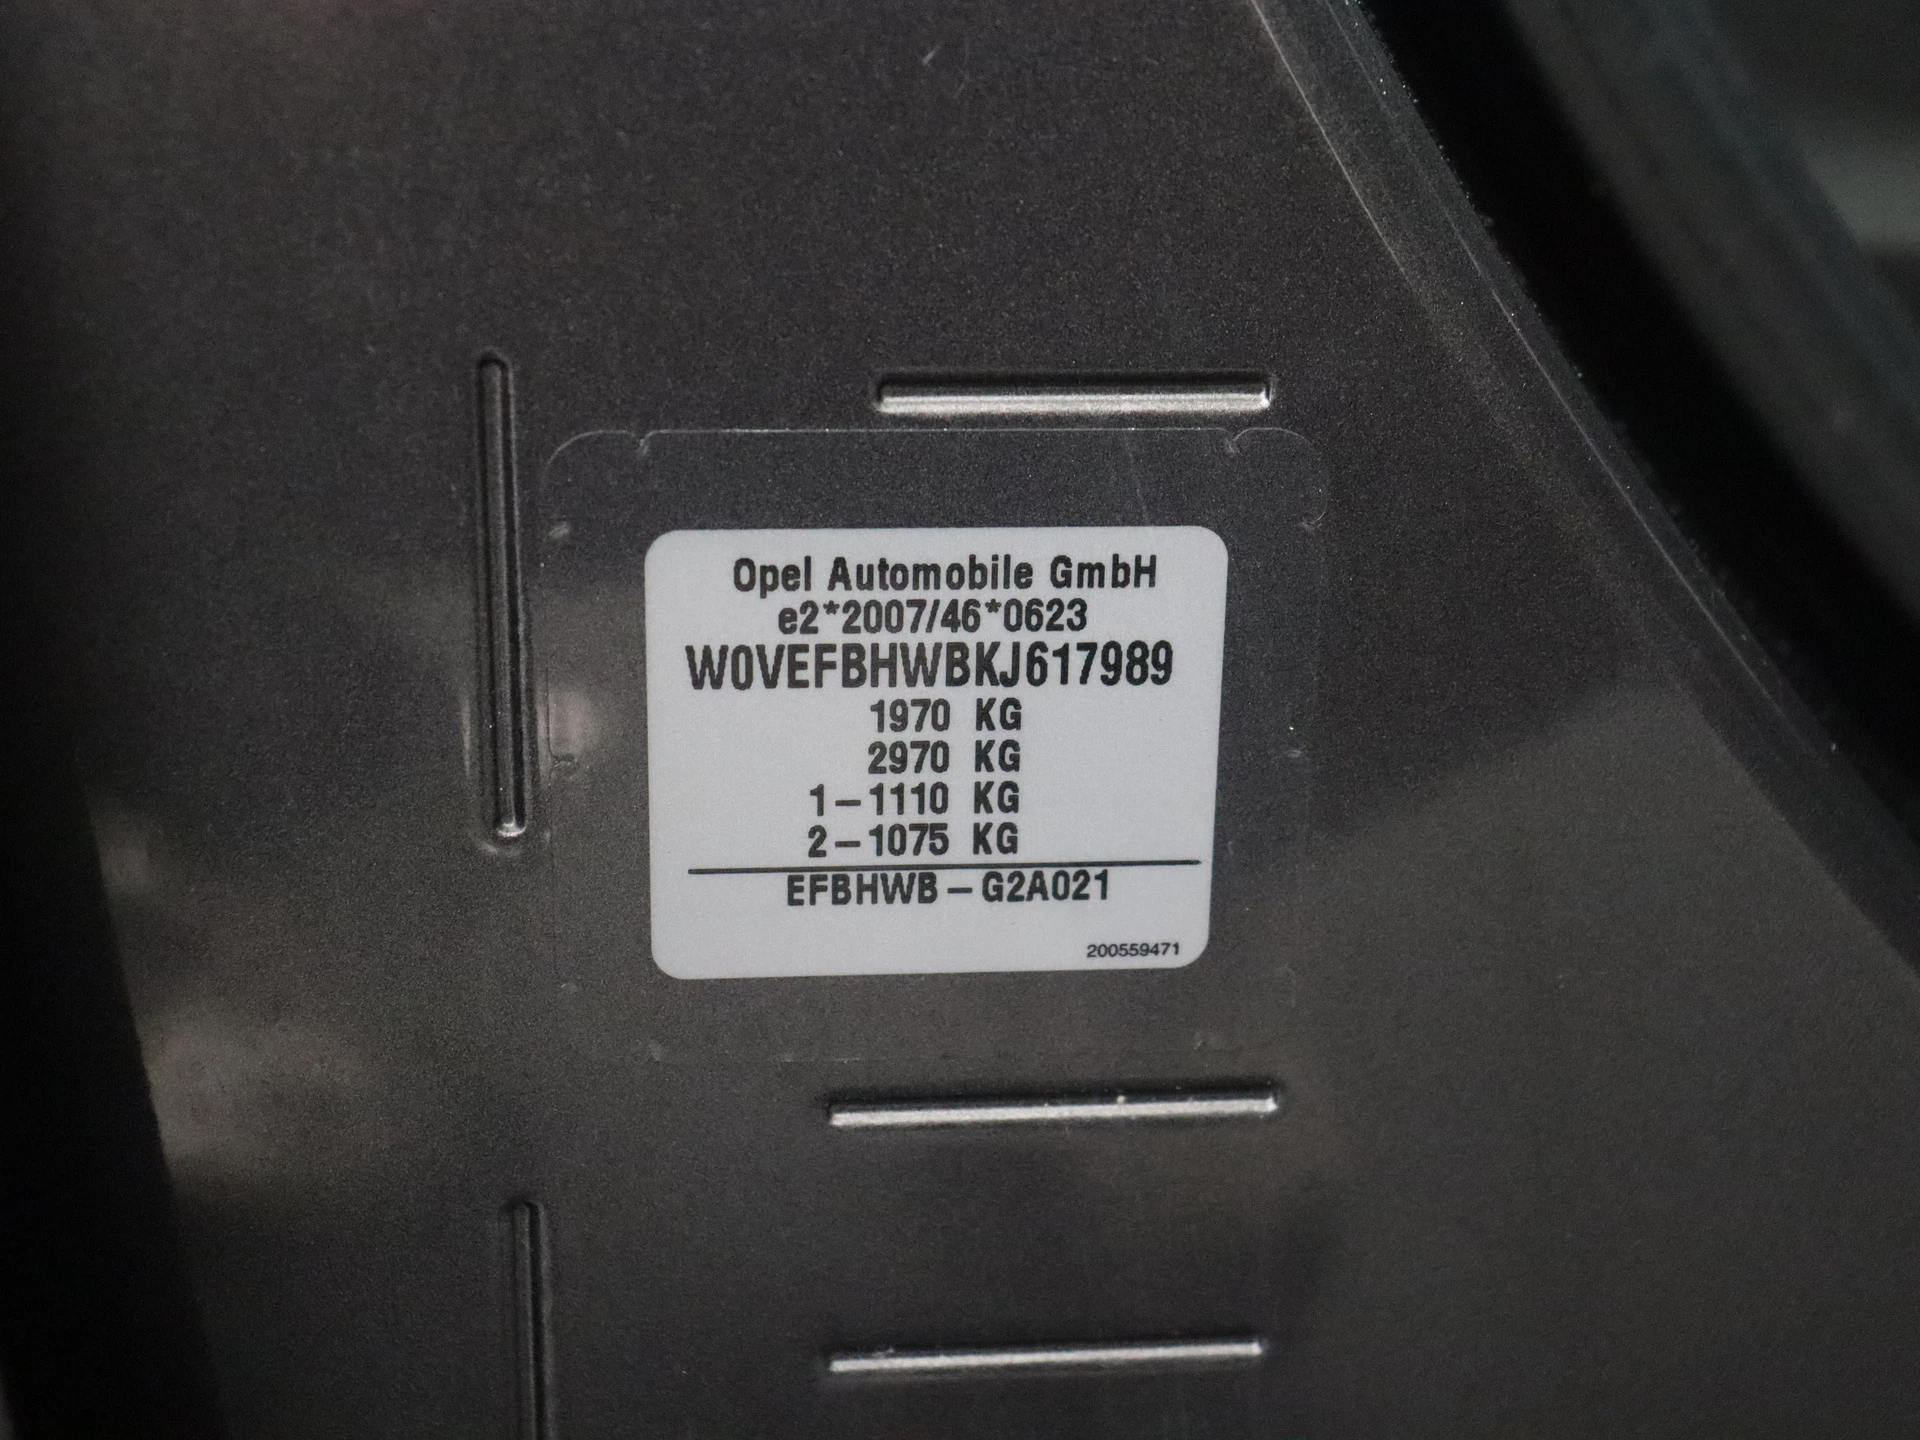 Opel Automobile GmbH
e2*2007/46*0623
W0VEFBHWBKJ617989
1970 KG
2970 KG
1-1110 KG
2-1075 KG
EFBHWB-G2A021
200559471